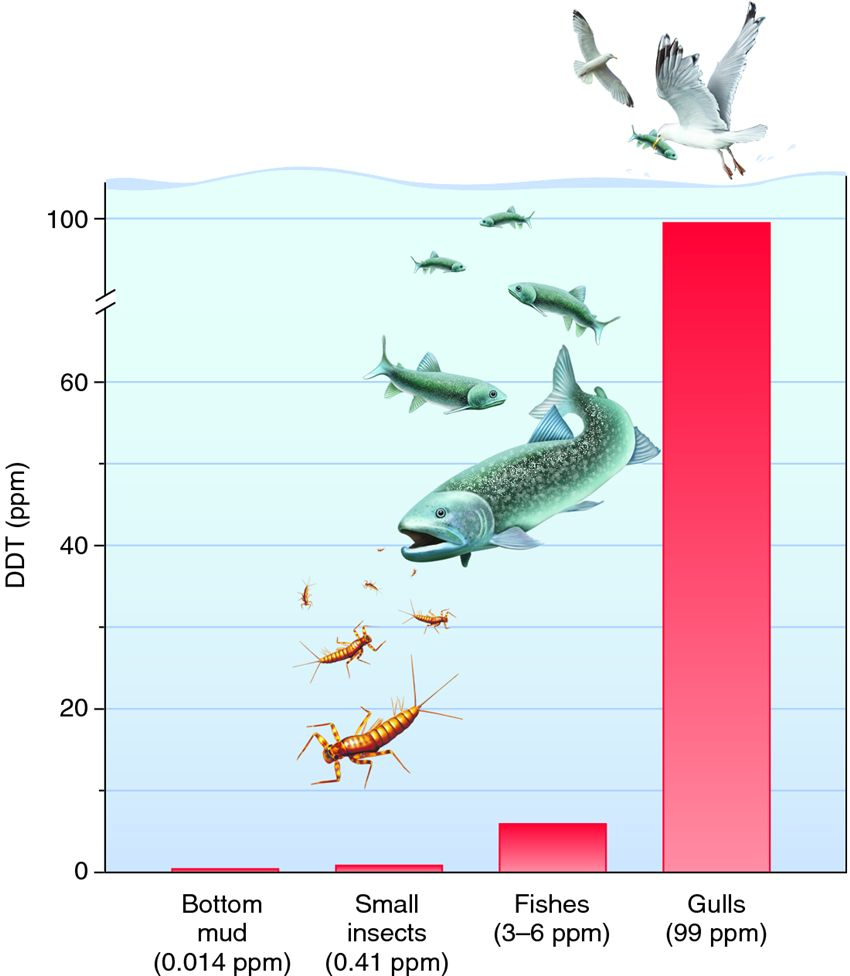 100
60
DDT (ppm)
40
20
0
Bottom
mud
(0.014 ppm)
Small
insects
(0.41 ppm)
Fishes
(3–6 ppm)
Gulls
(99 ppm)